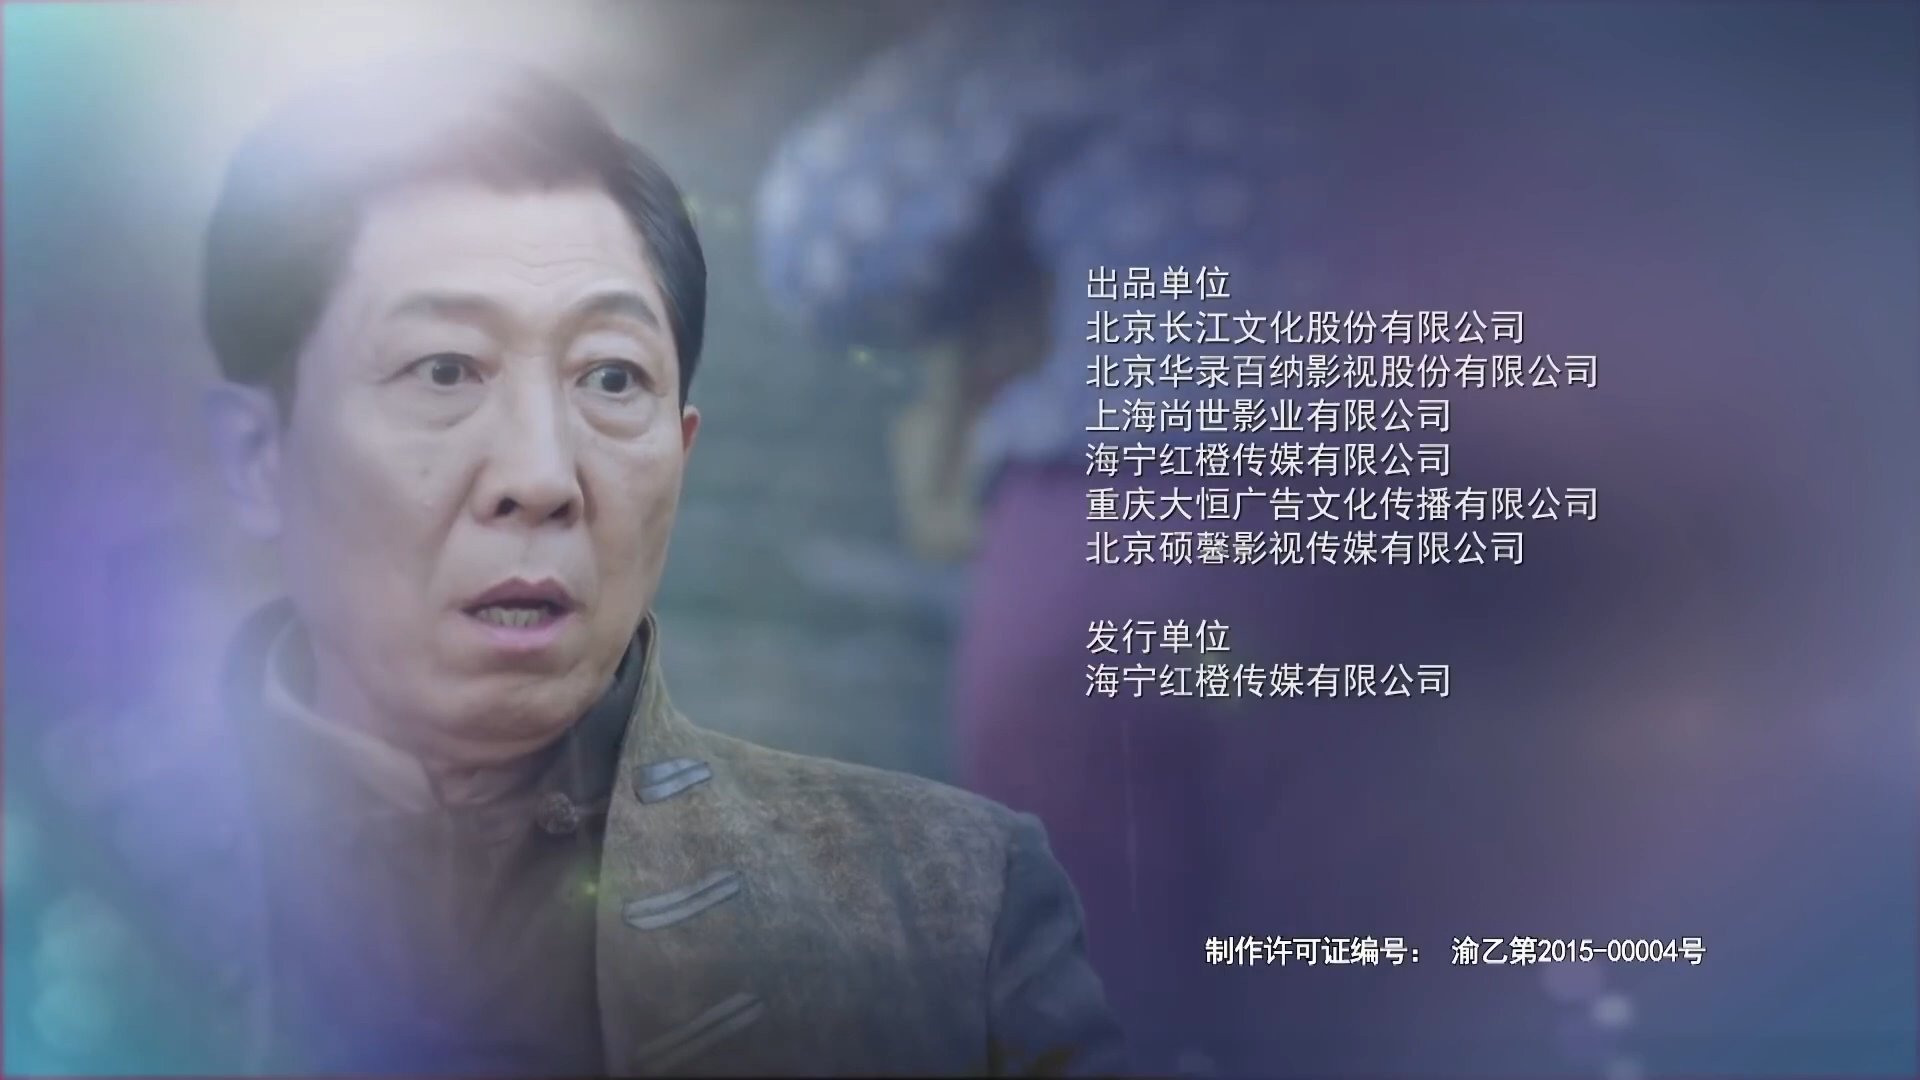 出品单位
北京长江文化股份有限公司
北京华录百纳影视股份有限公司
上海尚世影业有限公司
海宁红橙传媒有限公司
重庆大恒广告文化传播有限公司
北京硕馨影视传媒有限公司
发行单位
海宁红橙传媒有限公司
制作许可证编号： 渝乙第2015-00004号